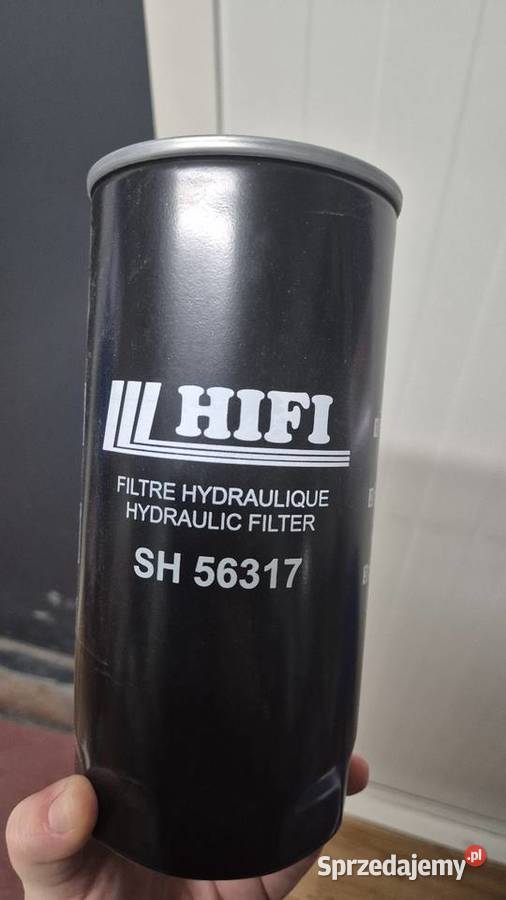 HIFI
FILTRE HYDRAULIQUE
HYDRAULIC FILTER
SH 56317
Sprzedajemy.pl